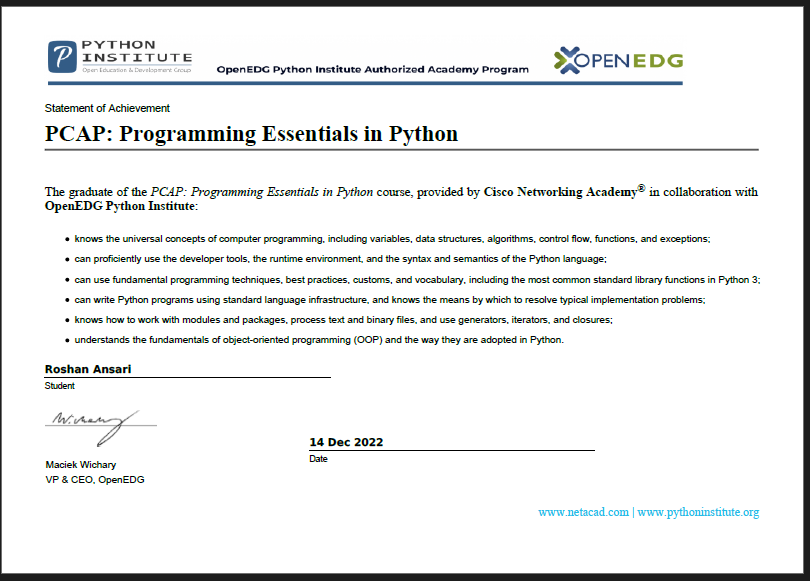 PYTHON
INSTITUTE
Open Education & Development Group
OpenEDG Python Institute Authorized Academy Program
OPENEDG
Statement of Achievement
PCAP: Programming Essentials in Python
The graduate of the PCAP: Programming Essentials in Python course, provided by Cisco Networking Academy® in collaboration with
OpenEDG Python Institute:
• knows the universal concepts of computer programming, including variables, data structures, algorithms, control flow, functions, and exceptions;
• can proficiently use the developer tools, the runtime environment, and the syntax and semantics of the Python language;
• can use fundamental programming techniques, best practices, customs, and vocabulary, including the most common standard library functions in Python 3;
• can write Python programs using standard language infrastructure, and knows the means by which to resolve typical implementation problems;
• knows how to work with modules and packages, process text and binary files, and use generators, iterators, and closures;
• understands the fundamentals of object-oriented programming (OOP) and the way they are adopted in Python.
Roshan Ansari
Student
W.chary
14 Dec 2022
Date
Maciek Wichary
VP & CEO, OpenEDG
www.netacad.com | www.pythoninstitute.org